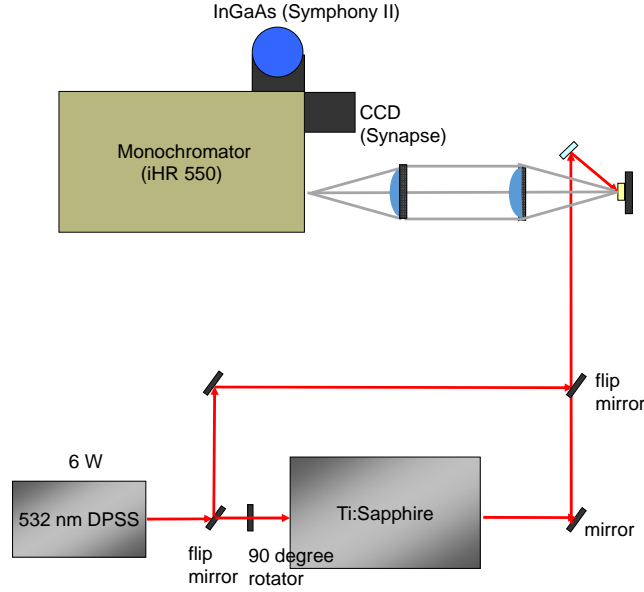 InGaAs (Symphony II)
CCD
(Synapse)
Monochromator
(iHR 550)
flip
mirror
6 W
532 nm DPSS
Ti:Sapphire
mirror
flip
mirror
90 degree
rotator